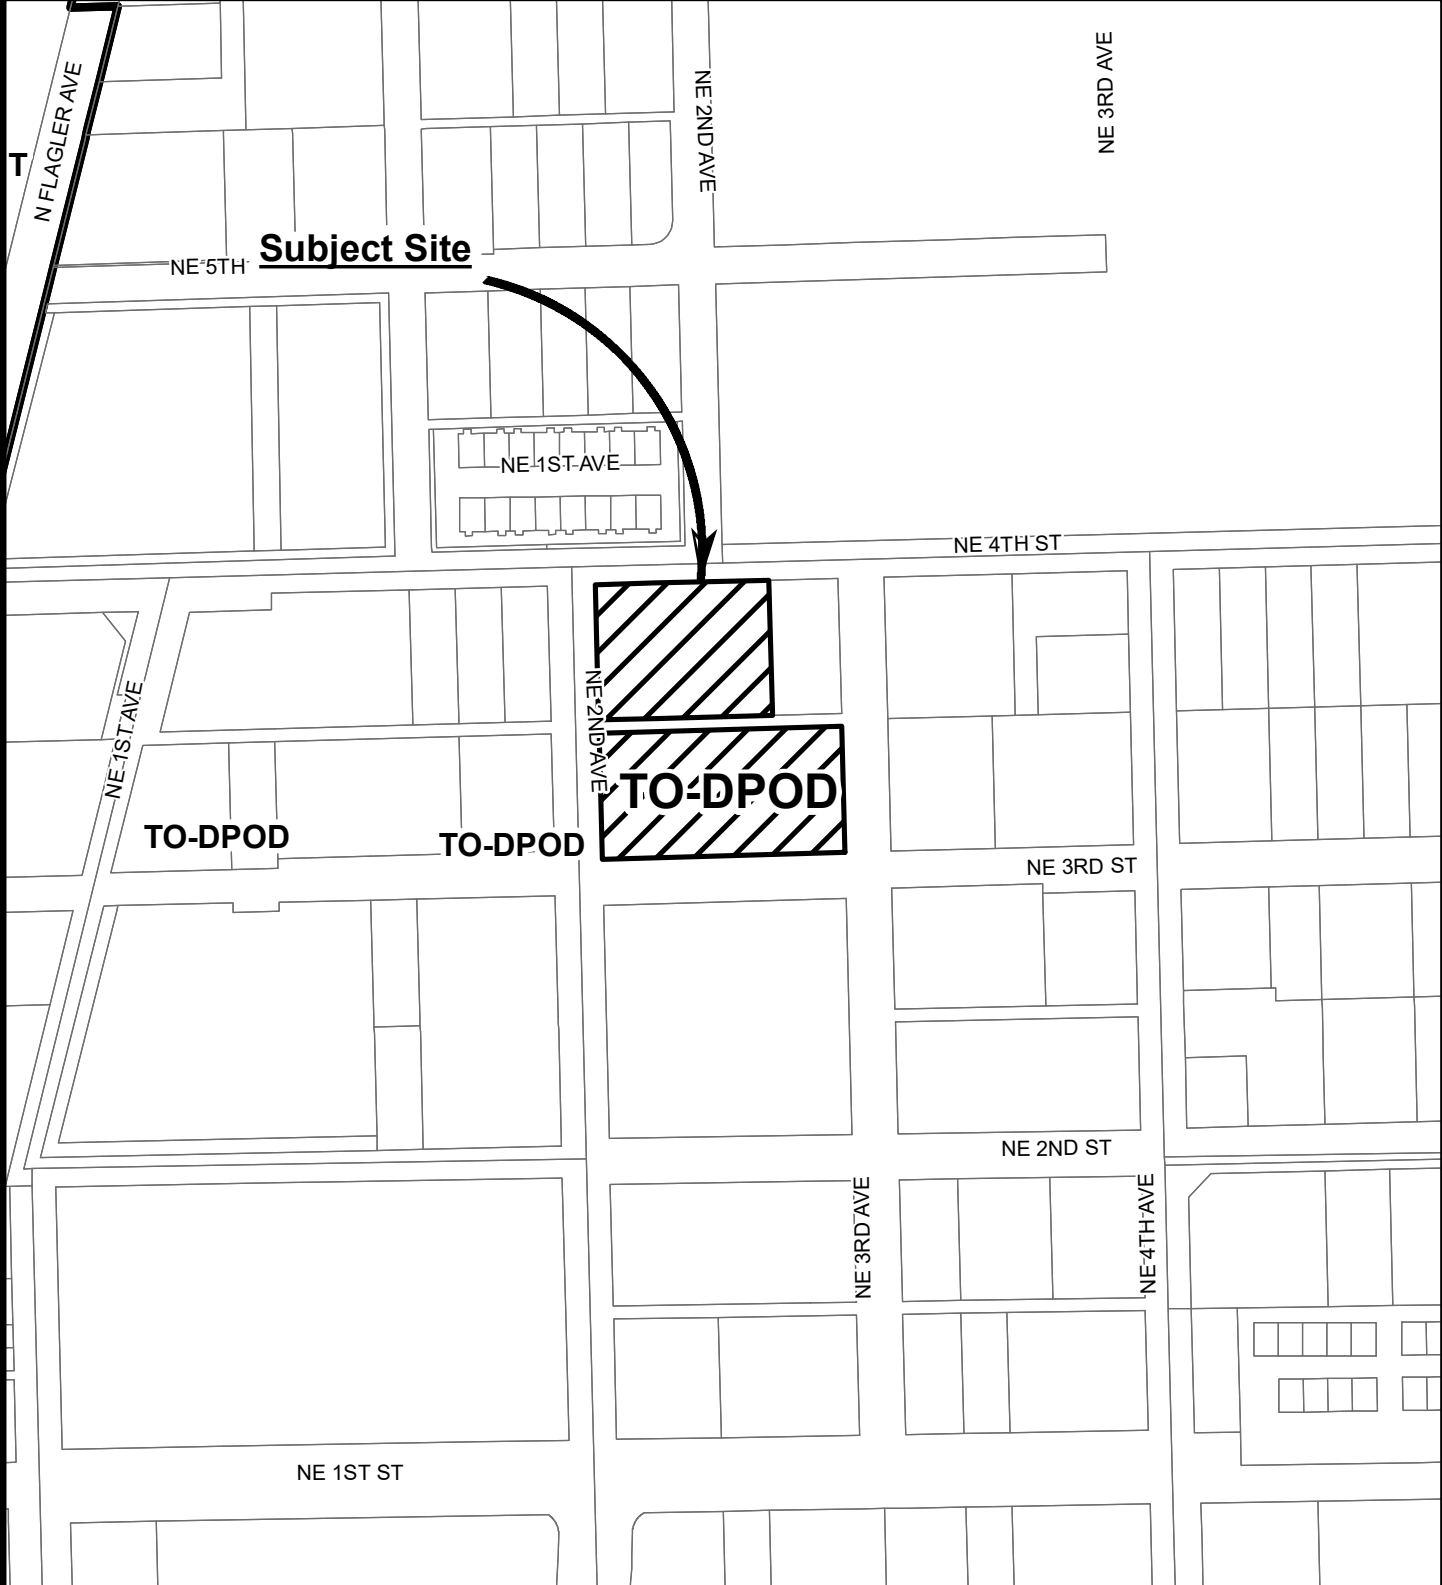 NE 3RD AVE
NE 2ND AVE
N FLAGLER AVE
T
Subject Site
NE 5TH
NE 1ST AVE
NE 4TH ST
NE 2ND AVE
NE 1ST AVE
TO-DPOD
TO-DPOD
TO-DPOD
NE 3RD ST
NE 2ND ST
NE 3RD AVE
NE 4TH AVE
NE 1ST ST